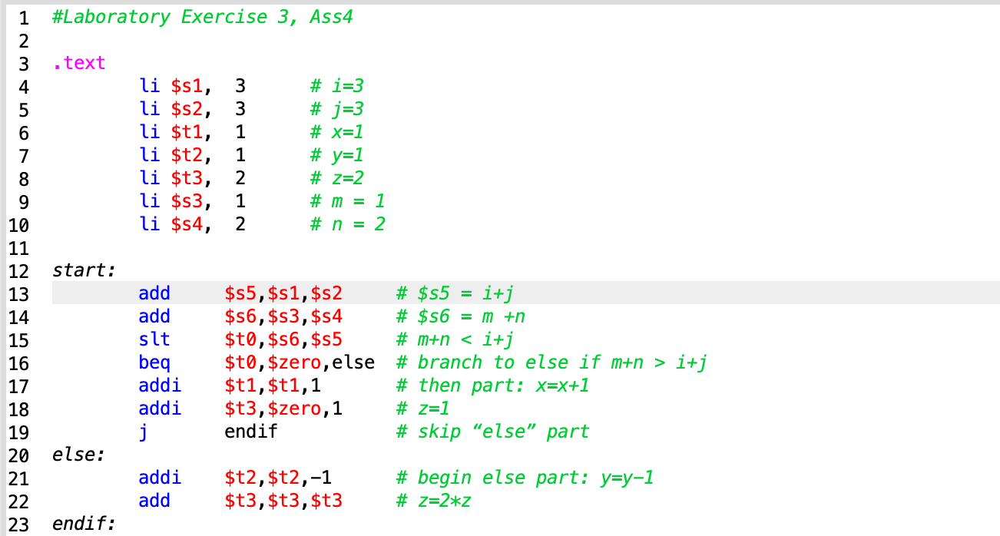 1 #Laboratory Exercise 3, Ass4
2
3 .text
4 li $s1, 3 # i=3
5 li $s2, 3 # j=3
6 li $t1, 1 # x=1
7 li $t2, 1 # y=1
8 li $t3, 2 # z=2
9 li $s3, 1 # m = 1
10 li $s4, 2 # n = 2
11
12 start:
13 add $s5,$s1,$s2 # $s5 = i+j
14 add $s6,$s3,$s4 # $s6 = m +n
15 slt $t0,$s6,$s5 # m+n < i+j
16 beq $t0,$zero,else # branch to else if m+n > i+j
17 addi $t1,$t1,1 # then part: x=x+1
18 addi $t3,$zero,1 # z=1
19 j endif # skip “else” part
20 else:
21 addi $t2,$t2,-1 # begin else part: y=y-1
22 add $t3,$t3,$t3 # z=2*z
23 endif: